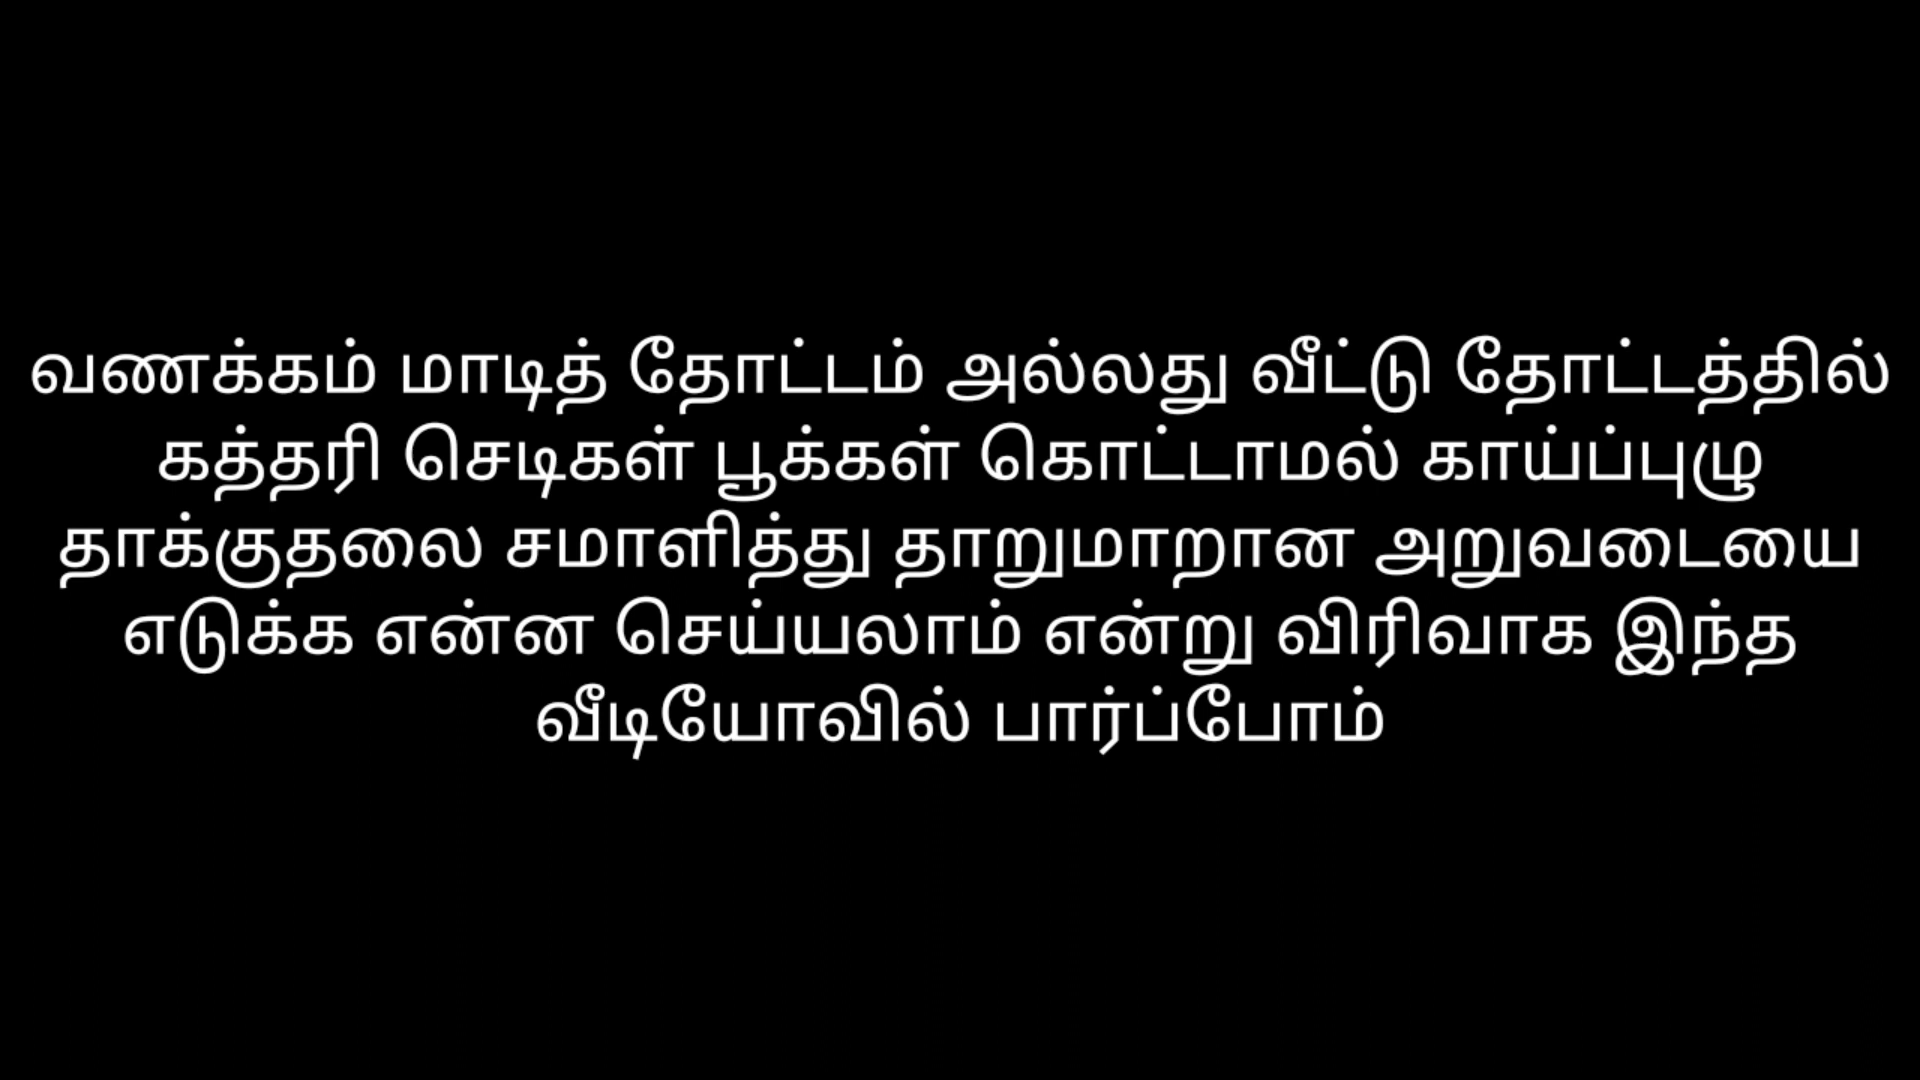 வணக்கம் மாடித் தோட்டம் அல்லது வீட்டு தோட்டத்தில்
கத்தரி செடிகள் பூக்கள் கொட்டாமல் காய்ப்புழு
தாக்குதலை சமாளித்து தாறுமாறான அறுவடையை
எடுக்க என்ன செய்யலாம் என்று விரிவாக இந்த
வீடியோவில் பார்ப்போம்